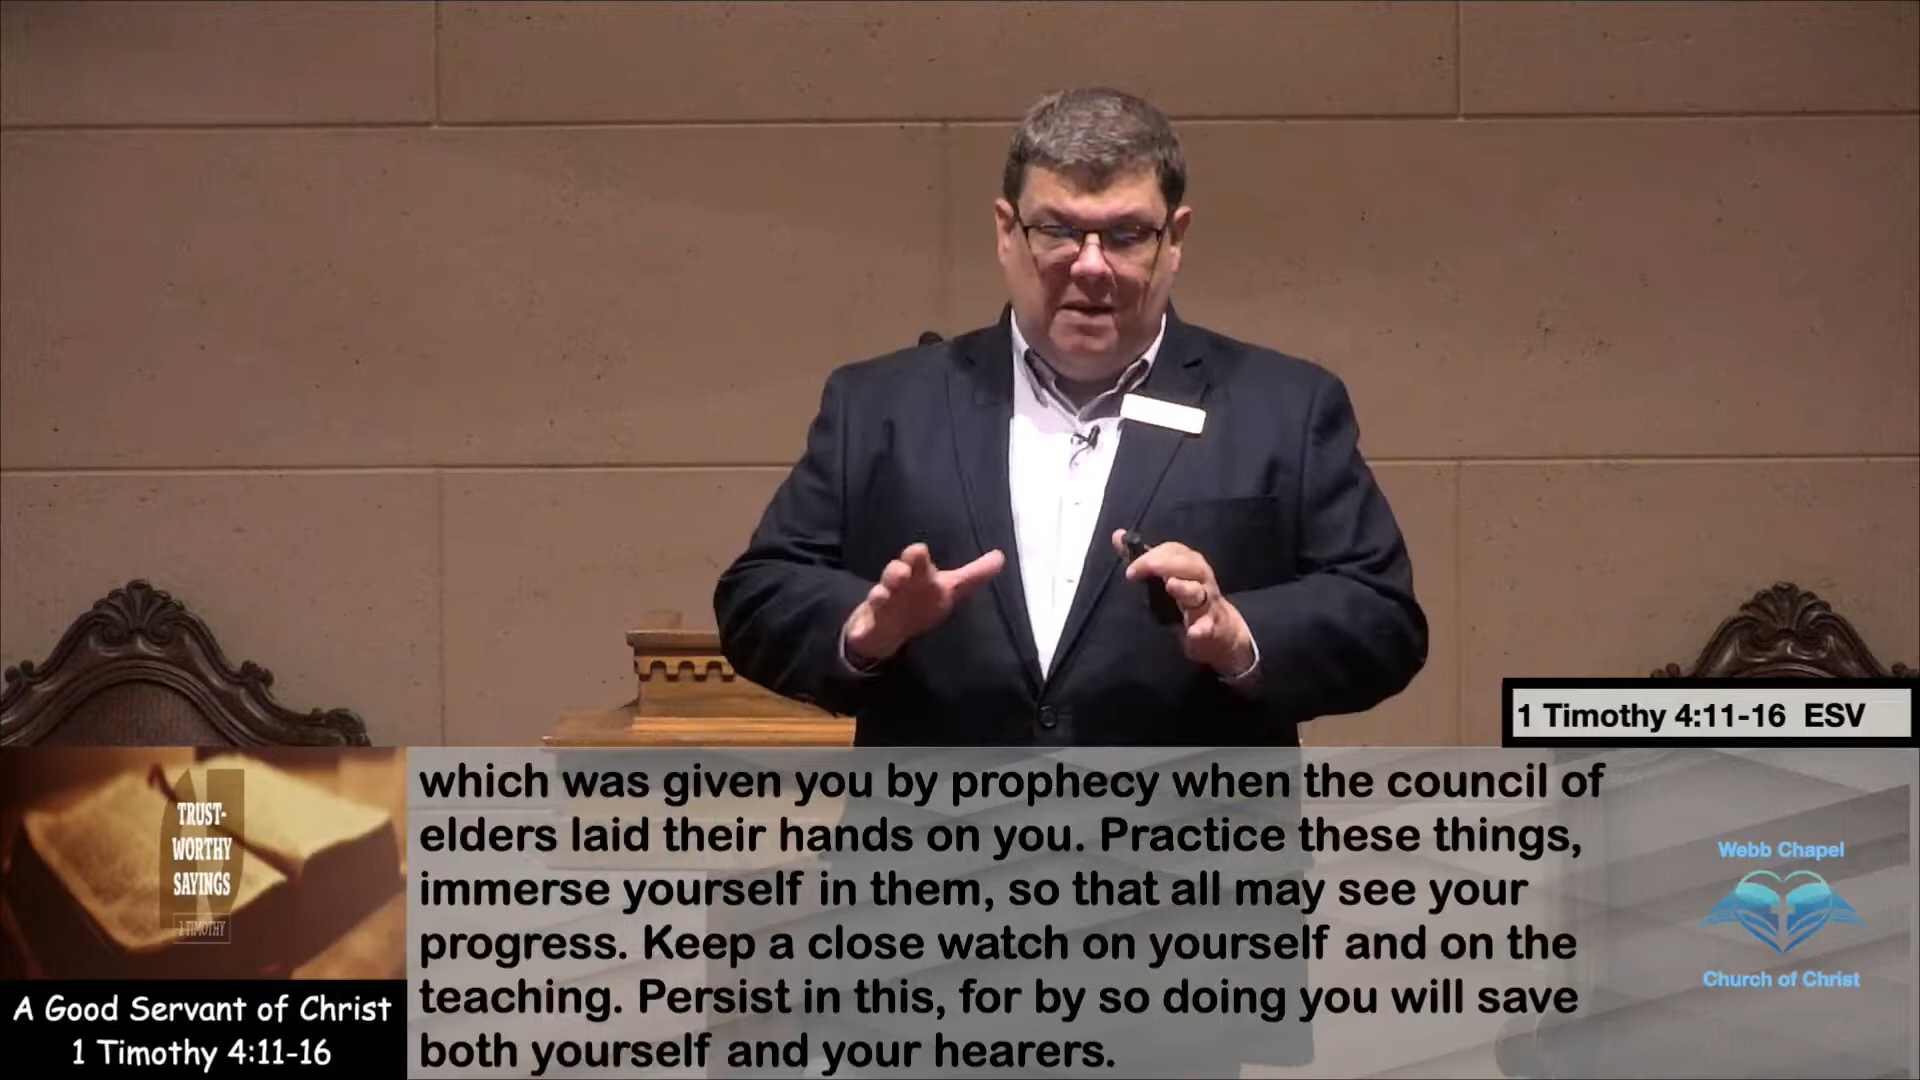 1 Timothy 4:11-16 ESV
TRUST-
WORTHY
SAYINGS
1 TIMOTHY
A Good Servant of Christ
1 Timothy 4:11-16
which was given you by prophecy when the council of
elders laid their hands on you. Practice these things,
immerse yourself in them, so that all may see your
progress. Keep a close watch on yourself and on the
teaching. Persist in this, for by so doing you will save
both yourself and your hearers.
Webb Chapel
Church of Christ